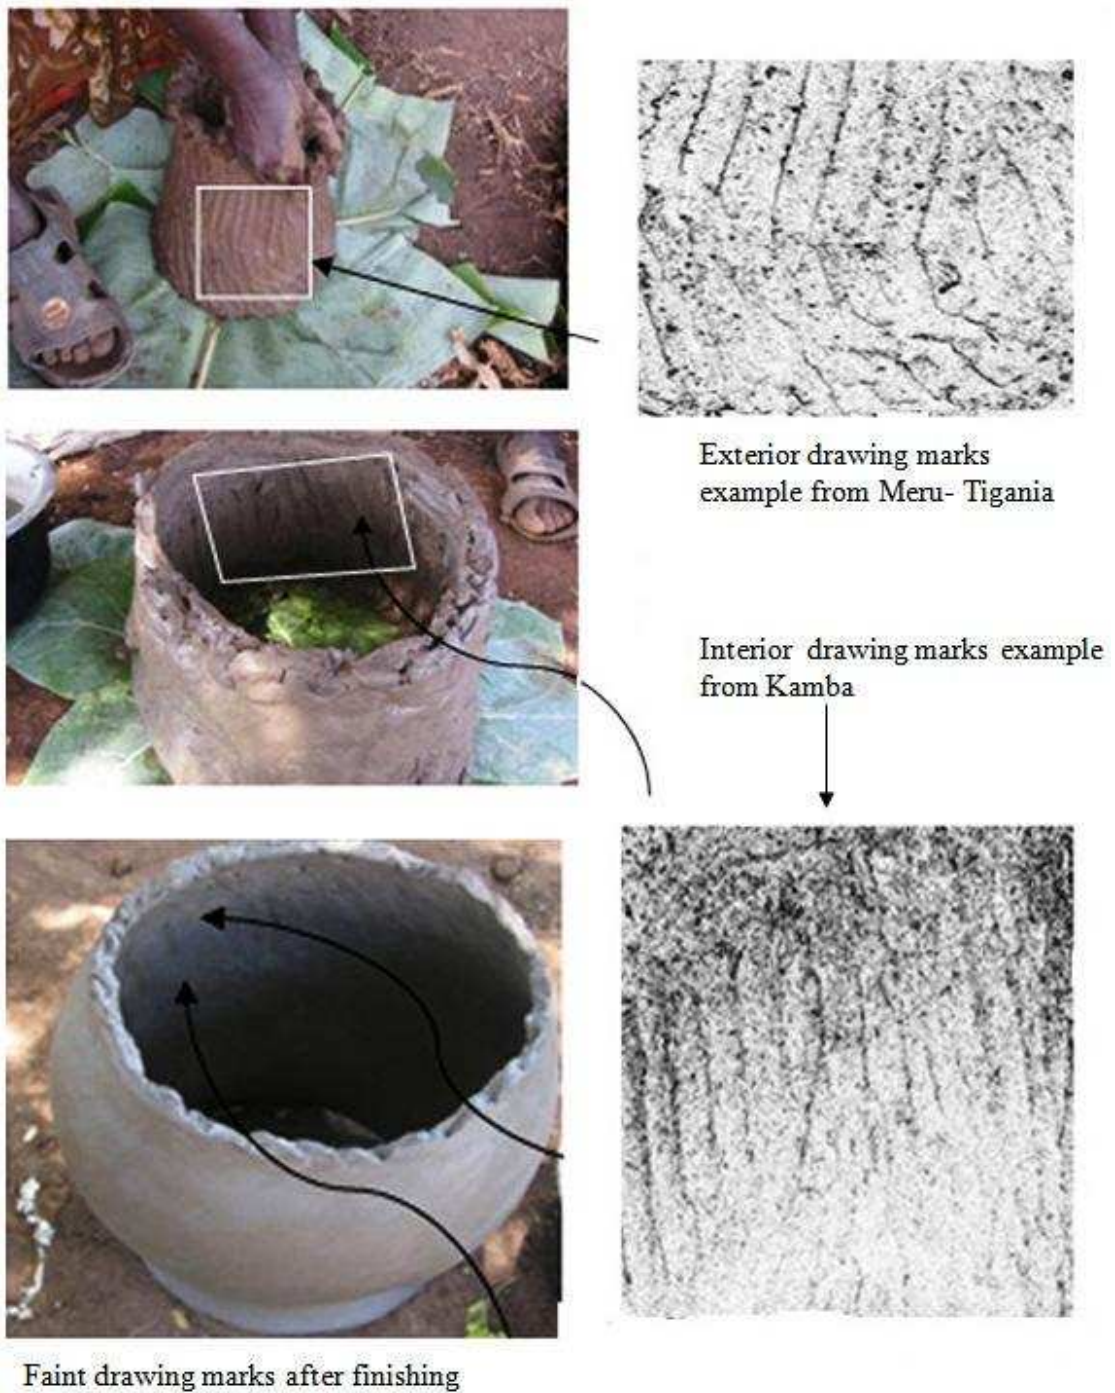 Exterior drawing marks
example from Meru- Tigania
Interior drawing marks example
from Kamba
Faint drawing marks after finishing